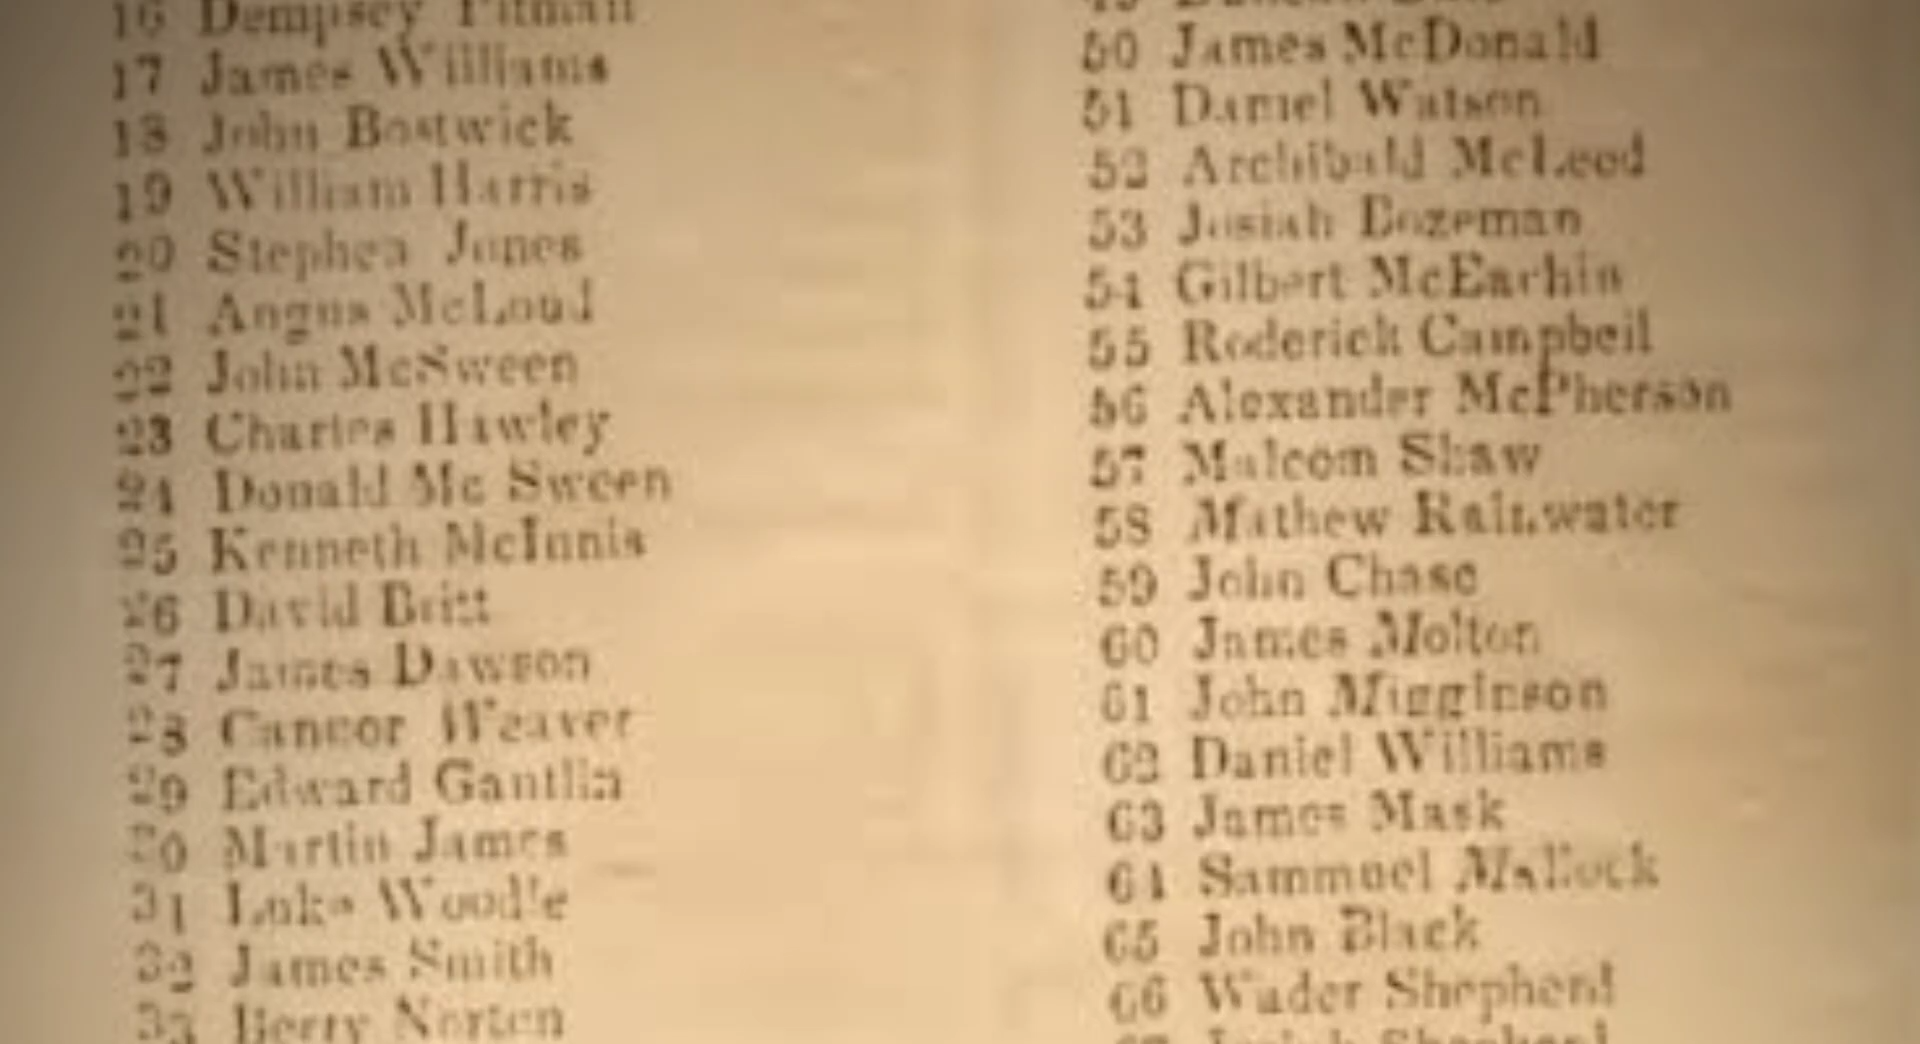 16 Dempsey Pitman
17 James Williams
18 John Bostwick
19 William Harris
20 Stephen Jones
21 Angus McLoud
22 John McSween
23 Charles Hawley
24 Donald Mc Sween
25 Kenneth McInnis
26 David Britt
27 James Dawson
28 Weaver
29 Edward Gantlin
30 Martin James
31 Luke Woodle
32 James Smith
33 Berry Norten
50 James McDonald
51 Daniel Watson
52 Archibald McLeod
53 Josiah Bozeman
54 Gilbert McEachin
55 Roderick Campbell
56 Alexander McPherson
57 Malcom Shaw
58 Mathew Rainwater
59 John Chase
60 James Molton
61 John Migginson
62 Daniel Williams
63 James Mask
64 Sammuel Mallock
65 John Black
66 Wader Shepherd
67 Josiah Shepherd